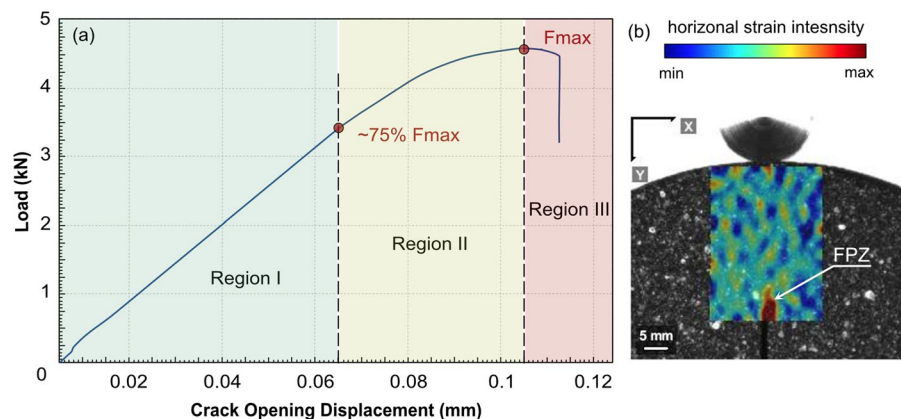 (a)
Fmax
~75% Fmax
Region I
Region II
Region III
Load (kN)
5
4
3
2
1
0
0.02
0.04
0.06
0.08
0.1
0.12
Crack Opening Displacement (mm)
(b)
horizonal strain intesnsity
min
max
X
Y
FPZ
5 mm